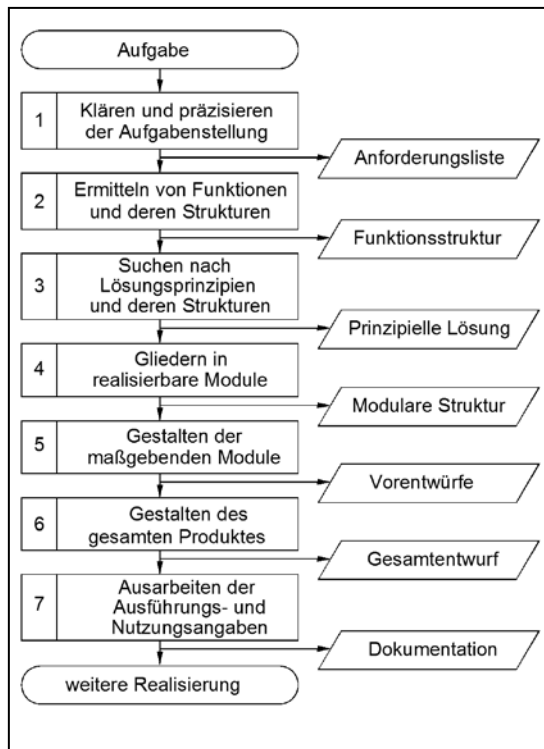 Aufgabe
1
Klären und präzisieren
der Aufgabenstellung
Anforderungsliste
2
Ermitteln von Funktionen
und deren Strukturen
Funktionsstruktur
3
Suchen nach
Lösungsprinzipien
und deren Strukturen
Prinzipielle Lösung
4
Gliedern in
realisierbare Module
Modulare Struktur
5
Gestalten der
maßgebenden Module
Vorentwürfe
6
Gestalten des
gesamten Produktes
Gesamtentwurf
7
Ausarbeiten der
Ausführungs- und
Nutzungsangaben
Dokumentation
weitere Realisierung